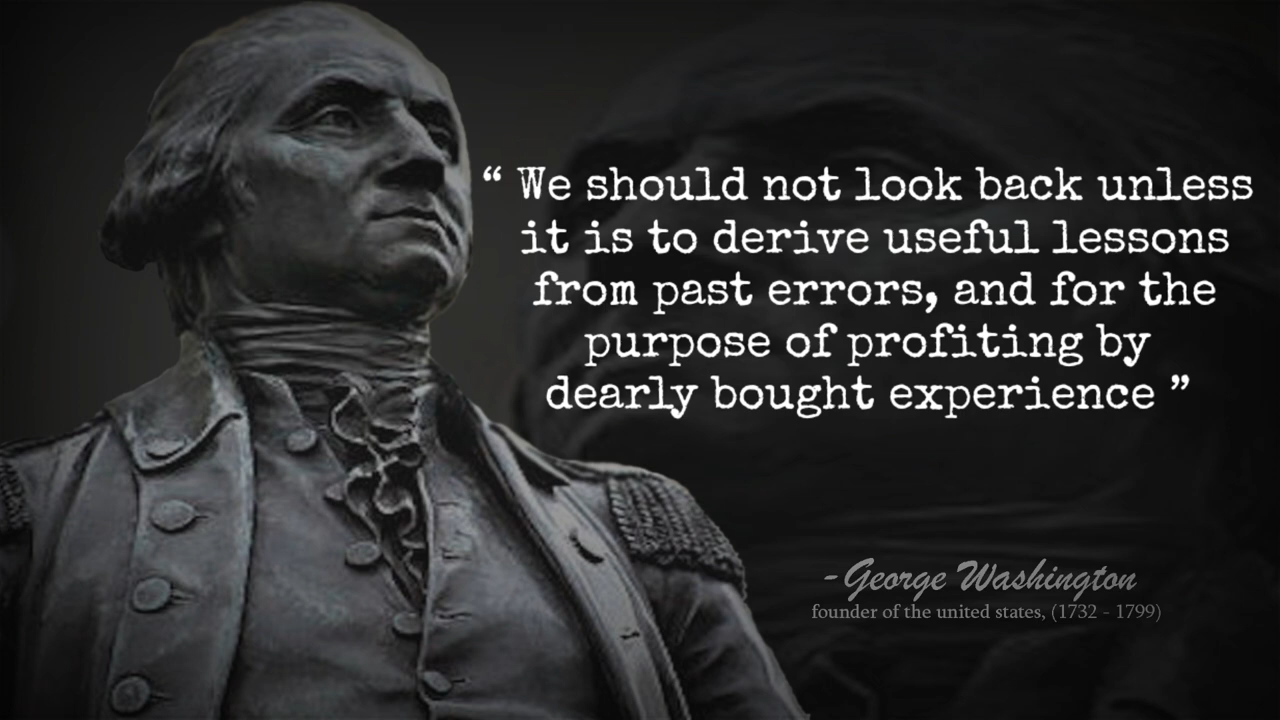 “ We should not look back unless
it is to derive useful lessons
from past errors, and for the
purpose of profiting by
dearly bought experience ”
-George Washington
founder of the united states, (1732 - 1799)